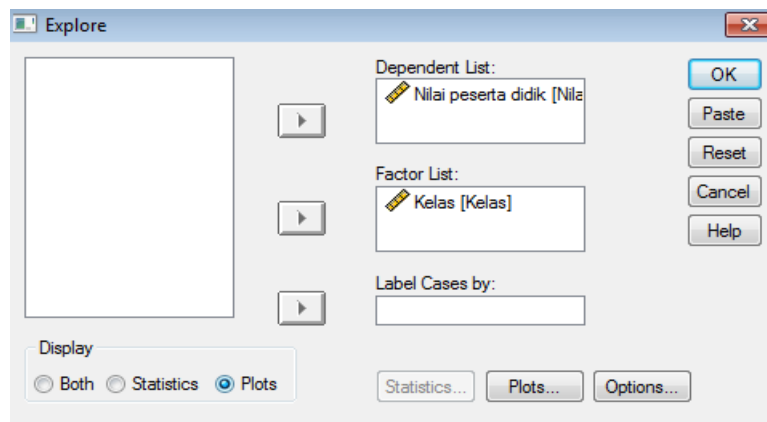 Explore
Dependent List:
Nilai peserta didik [Nila
Factor List:
Kelas [Kelas]
Label Cases by:
OK
Paste
Reset
Cancel
Help
Display
Both Statistics Plots
Statistics... Plots... Options...